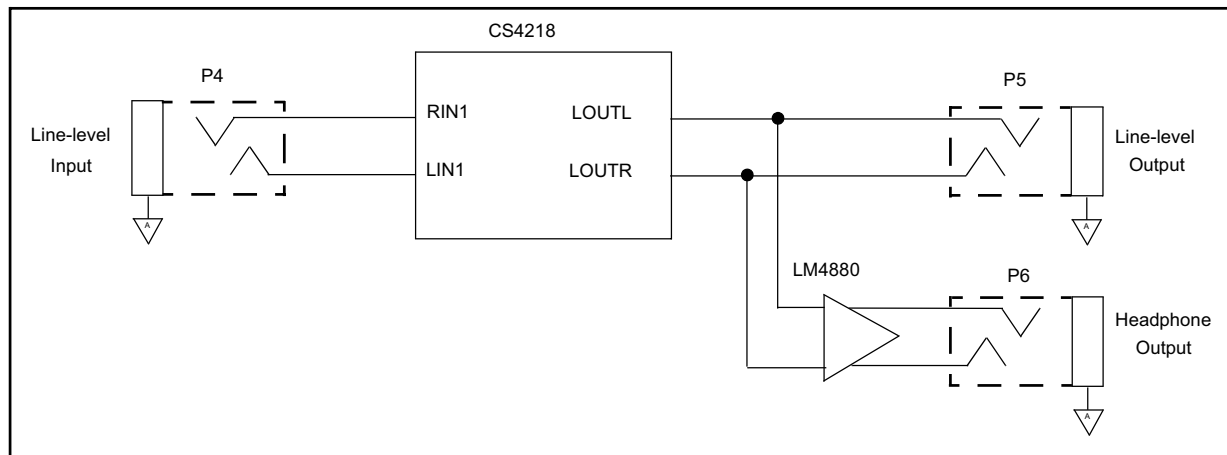 CS4218
P4
Line-level
Input
RIN1
LIN1
LOUTL
LOUTR
P5
Line-level
Output
LM4880
P6
Headphone
Output
A
A
A